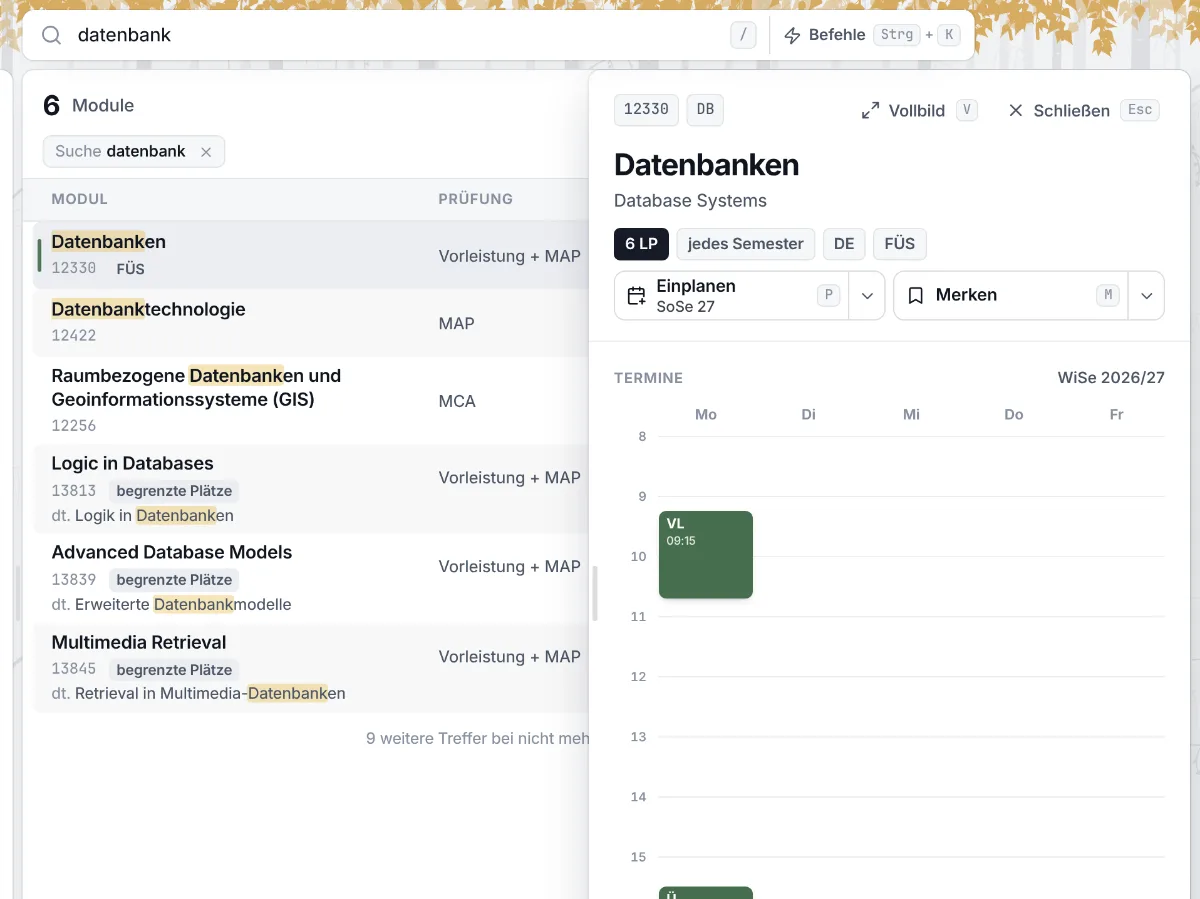 datenbank
/
Befehle Strg + K
6 Module
Suche datenbank ×
MODUL PRÜFUNG
Datenbanken
12330 FÜS
Vorleistung + MAP
Datenbanktechnologie
12422
MAP
Raumbezogene Datenbanken und
Geoinformationssysteme (GIS)
12256
MCA
Logic in Databases
13813 begrenzte Plätze
dt. Logik in Datenbanken
Vorleistung + MAP
Advanced Database Models
13839 begrenzte Plätze
dt. Erweiterte Datenbankmodelle
Vorleistung + MAP
Multimedia Retrieval
13845 begrenzte Plätze
dt. Retrieval in Multimedia-Datenbanken
Vorleistung + MAP
9 weitere Treffer bei nicht meh
12330 DB
Vollbild V
Schließen Esc
Datenbanken
Database Systems
6 LP jedes Semester DE FÜS
Einplanen
SoSe 27
P
Merken M
TERMINE WiSe 2026/27
Mo Di Mi Do Fr
8
9
VL
09:15
10
11
12
13
14
15
Ü